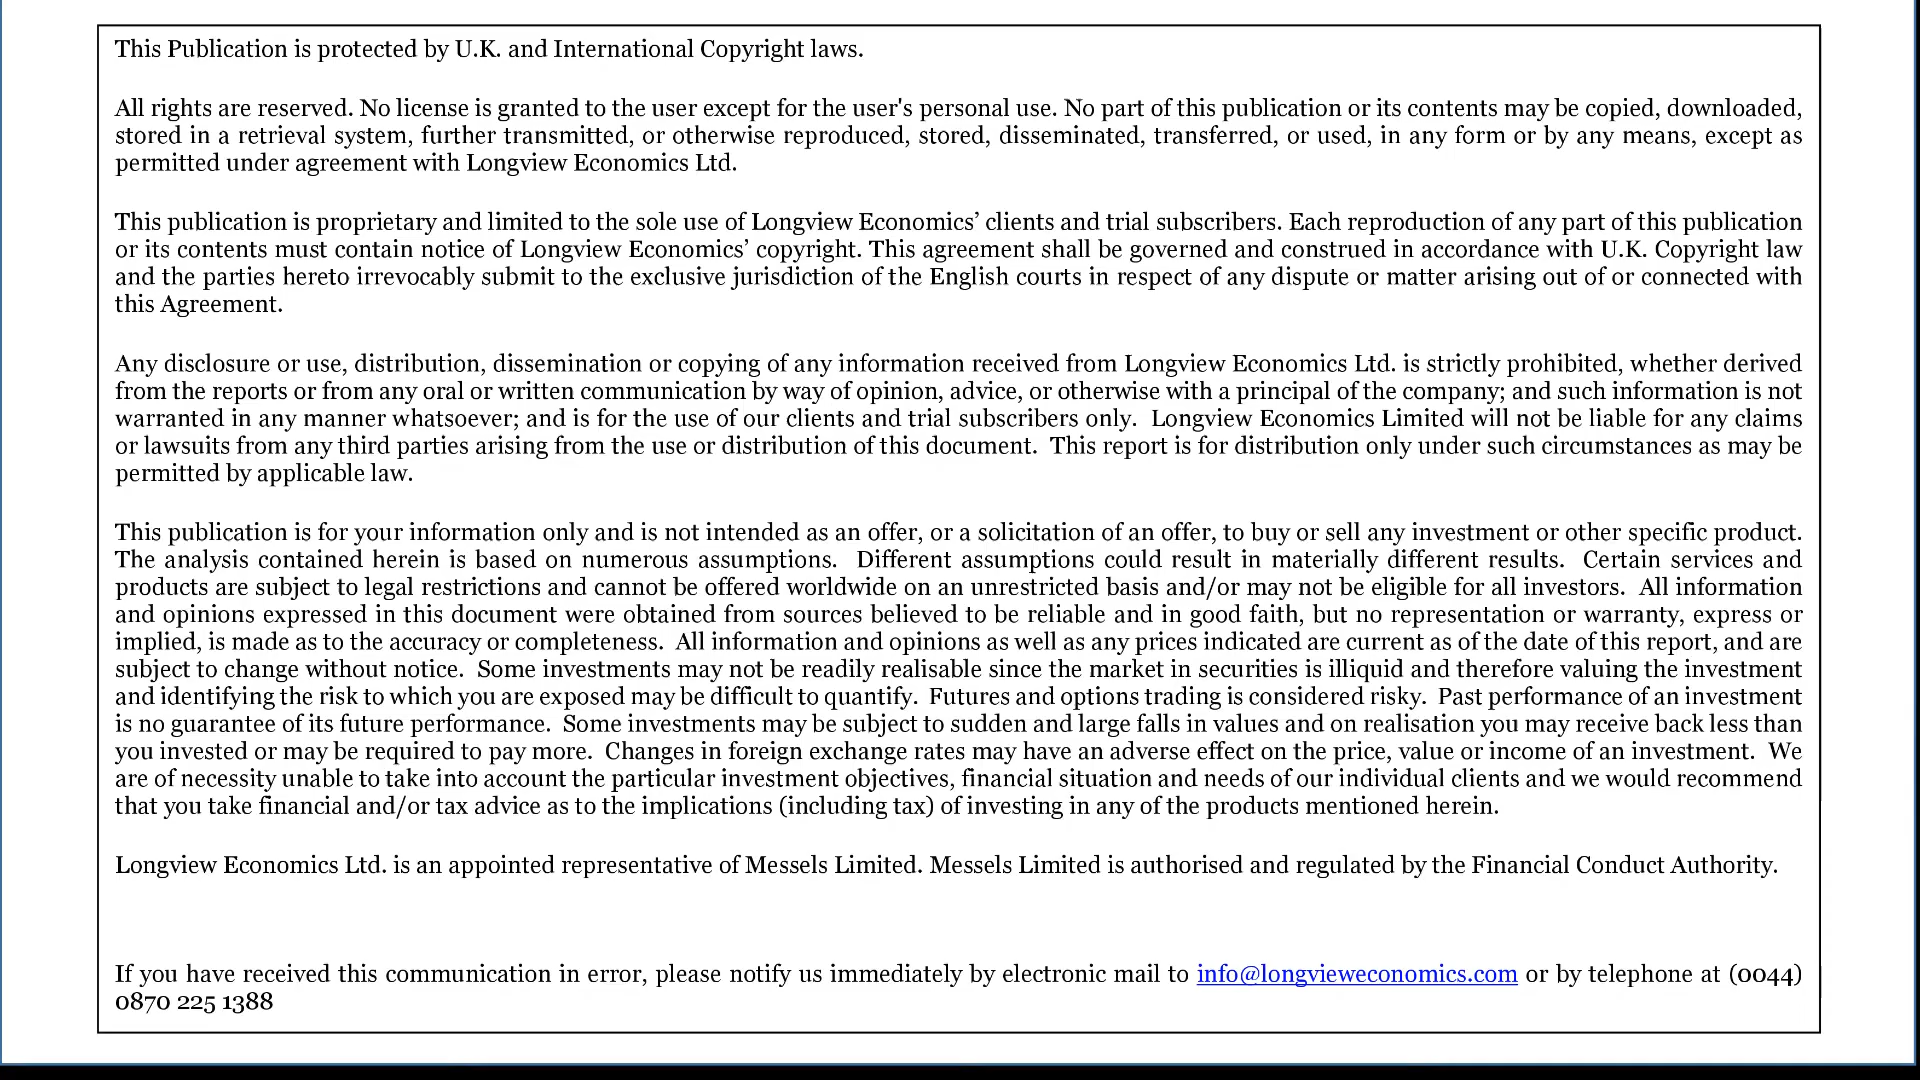 This Publication is protected by U.K. and International Copyright laws.
All rights are reserved. No license is granted to the user except for the user's personal use. No part of this publication or its contents may be copied, downloaded,
stored in a retrieval system, further transmitted, or otherwise reproduced, stored, disseminated, transferred, or used, in any form or by any means, except as
permitted under agreement with Longview Economics Ltd.
This publication is proprietary and limited to the sole use of Longview Economics’ clients and trial subscribers. Each reproduction of any part of this publication
or its contents must contain notice of Longview Economics’ copyright. This agreement shall be governed and construed in accordance with U.K. Copyright law
and the parties hereto irrevocably submit to the exclusive jurisdiction of the English courts in respect of any dispute or matter arising out of or connected with
this Agreement.
Any disclosure or use, distribution, dissemination or copying of any information received from Longview Economics Ltd. is strictly prohibited, whether derived
from the reports or from any oral or written communication by way of opinion, advice, or otherwise with a principal of the company; and such information is not
warranted in any manner whatsoever; and is for the use of our clients and trial subscribers only.  Longview Economics Limited will not be liable for any claims
or lawsuits from any third parties arising from the use or distribution of this document.  This report is for distribution only under such circumstances as may be
permitted by applicable law.
This publication is for your information only and is not intended as an offer, or a solicitation of an offer, to buy or sell any investment or other specific product.
The analysis contained herein is based on numerous assumptions.  Different assumptions could result in materially different results.  Certain services and
products are subject to legal restrictions and cannot be offered worldwide on an unrestricted basis and/or may not be eligible for all investors.  All information
and opinions expressed in this document were obtained from sources believed to be reliable and in good faith, but no representation or warranty, express or
implied, is made as to the accuracy or completeness.  All information and opinions as well as any prices indicated are current as of the date of this report, and are
subject to change without notice.  Some investments may not be readily realisable since the market in securities is illiquid and therefore valuing the investment
and identifying the risk to which you are exposed may be difficult to quantify.  Futures and options trading is considered risky.  Past performance of an investment
is no guarantee of its future performance.  Some investments may be subject to sudden and large falls in values and on realisation you may receive back less than
you invested or may be required to pay more.  Changes in foreign exchange rates may have an adverse effect on the price, value or income of an investment.  We
are of necessity unable to take into account the particular investment objectives, financial situation and needs of our individual clients and we would recommend
that you take financial and/or tax advice as to the implications (including tax) of investing in any of the products mentioned herein.
Longview Economics Ltd. is an appointed representative of Messels Limited. Messels Limited is authorised and regulated by the Financial Conduct Authority.
If you have received this communication in error, please notify us immediately by electronic mail to info@longvieweconomics.com or by telephone at (0044)
0870 225 1388